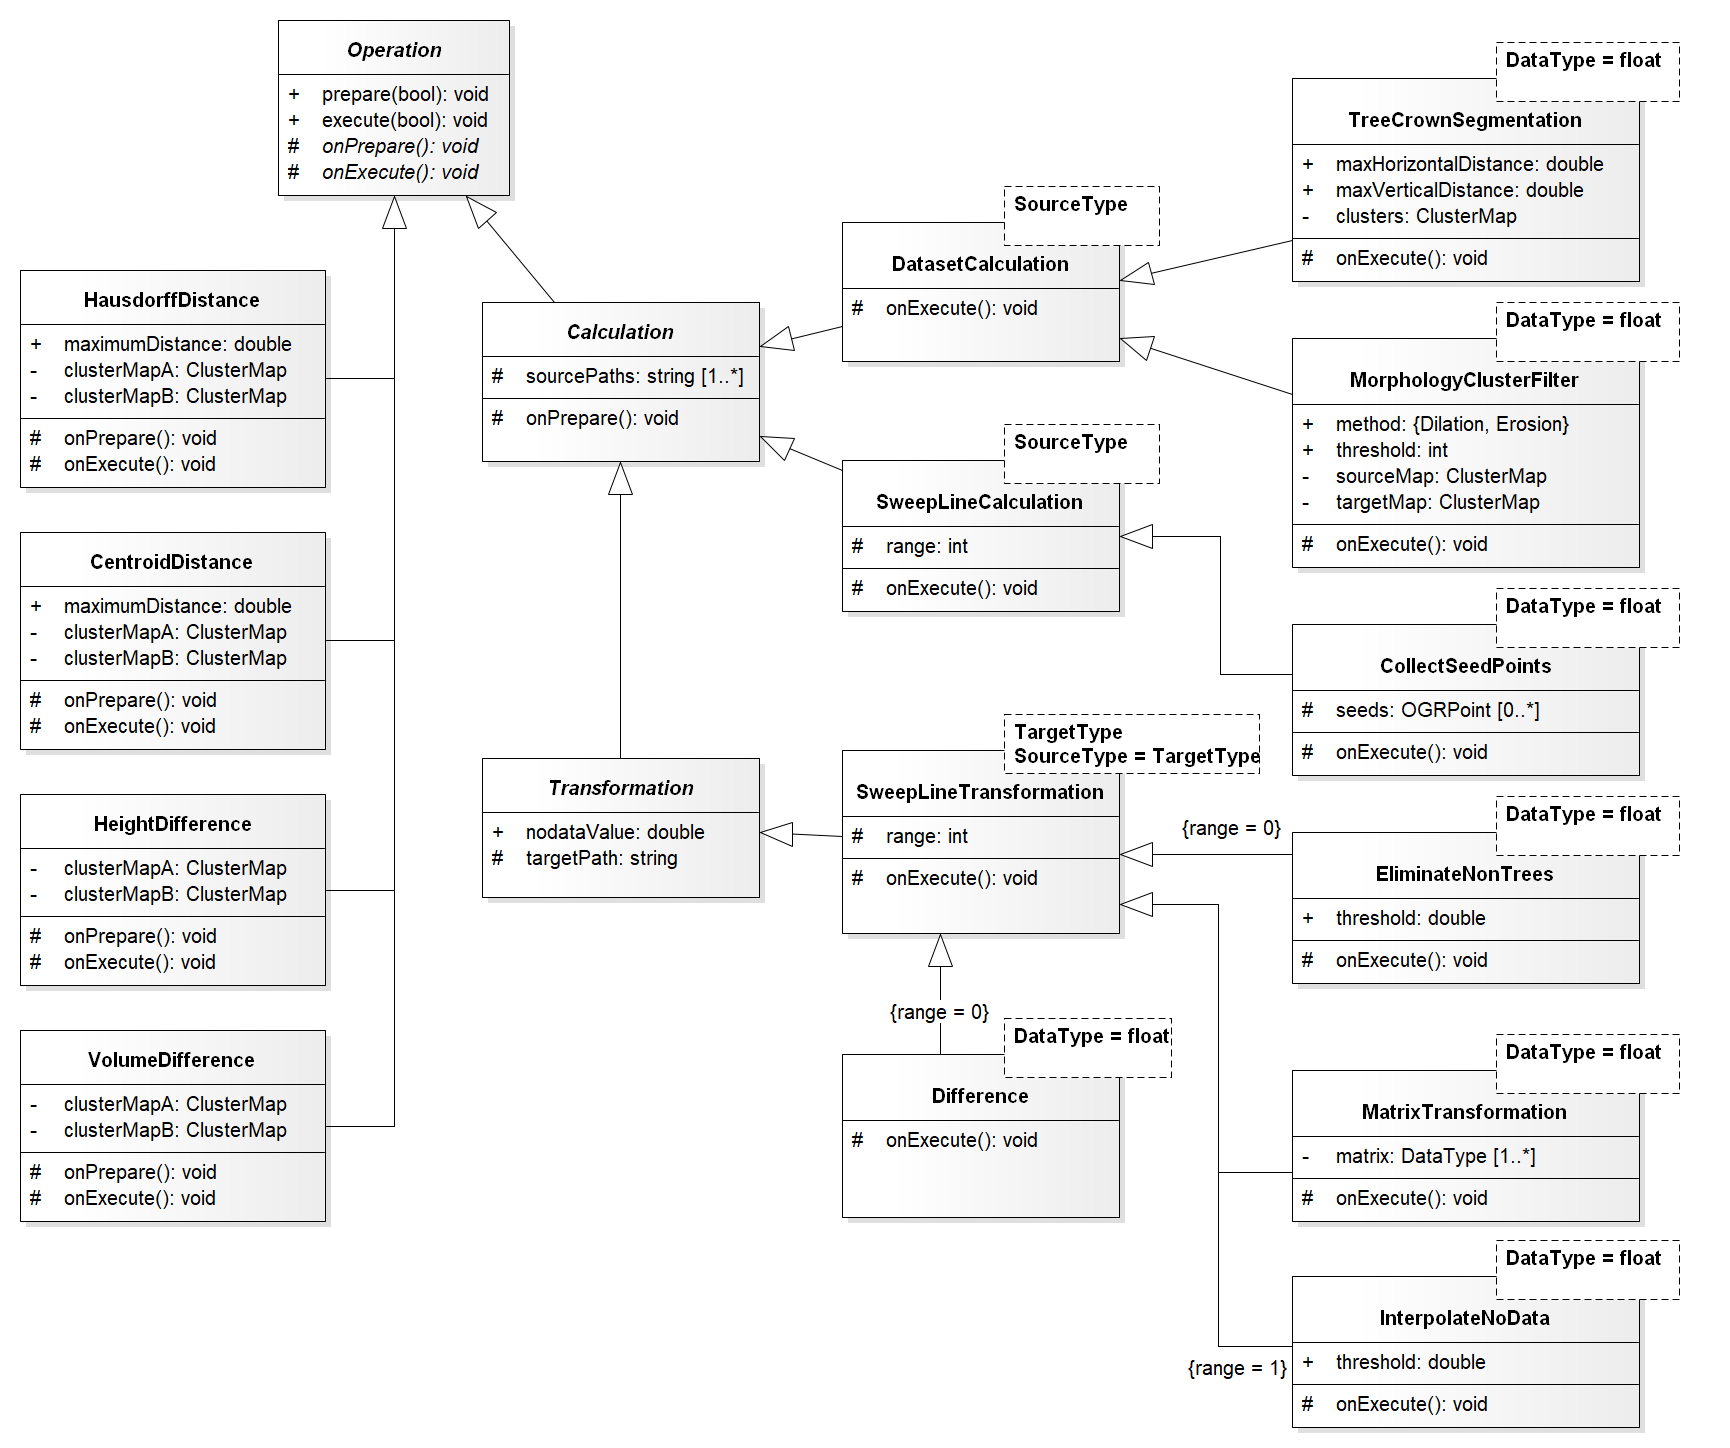 Operation
+ prepare(bool): void
+ execute(bool): void
# onPrepare(): void
# onExecute(): void
HausdorffDistance
+ maximumDistance: double
- clusterMapA: ClusterMap
- clusterMapB: ClusterMap
# onPrepare(): void
# onExecute(): void
CentroidDistance
+ maximumDistance: double
- clusterMapA: ClusterMap
- clusterMapB: ClusterMap
# onPrepare(): void
# onExecute(): void
HeightDifference
- clusterMapA: ClusterMap
- clusterMapB: ClusterMap
# onPrepare(): void
# onExecute(): void
VolumeDifference
- clusterMapA: ClusterMap
- clusterMapB: ClusterMap
# onPrepare(): void
# onExecute(): void
Calculation
# sourcePaths: string [1..*]
# onPrepare(): void
Transformation
+ nodataValue: double
# targetPath: string
SourceType
DatasetCalculation
# onExecute(): void
SourceType
SweepLineCalculation
# range: int
# onExecute(): void
TargetType
SourceType = TargetType
SweepLineTransformation
# range: int
# onExecute(): void
{range = 0}
DataType = float
Difference
# onExecute(): void
DataType = float
TreeCrownSegmentation
+ maxHorizontalDistance: double
+ maxVerticalDistance: double
- clusters: ClusterMap
# onExecute(): void
DataType = float
MorphologyClusterFilter
+ method: {Dilation, Erosion}
+ threshold: int
- sourceMap: ClusterMap
- targetMap: ClusterMap
# onExecute(): void
DataType = float
CollectSeedPoints
# seeds: OGRPoint [0..*]
# onExecute(): void
{range = 0}
DataType = float
EliminateNonTrees
+ threshold: double
# onExecute(): void
DataType = float
MatrixTransformation
- matrix: DataType [1..*]
# onExecute(): void
DataType = float
InterpolateNoData
{range = 1}
+ threshold: double
# onExecute(): void